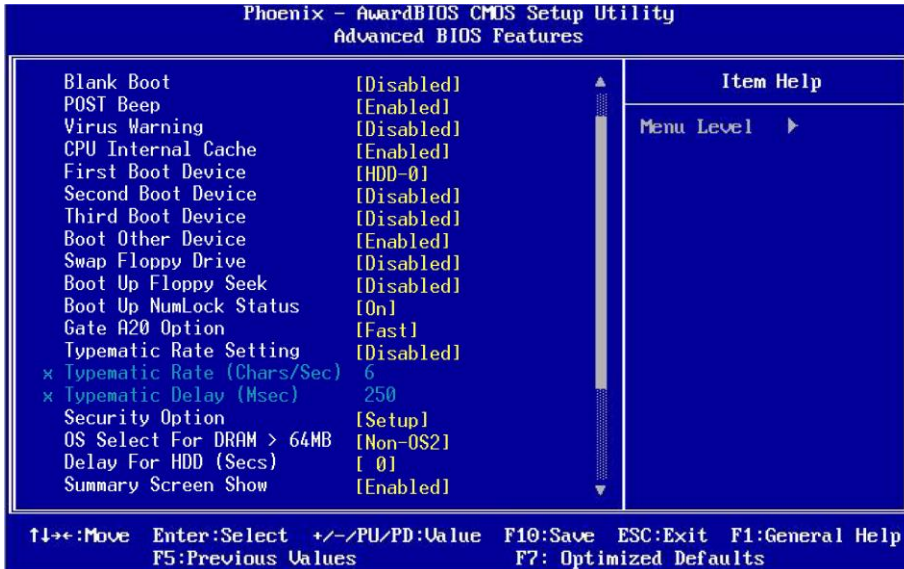 Phoenix - AwardBIOS CMOS Setup Utility
Advanced BIOS Features
Blank Boot [Disabled]
POST Beep [Enabled]
Virus Warning [Disabled]
CPU Internal Cache [Enabled]
First Boot Device [HDD-0]
Second Boot Device [Disabled]
Third Boot Device [Disabled]
Boot Other Device [Enabled]
Swap Floppy Drive [Disabled]
Boot Up Floppy Seek [Disabled]
Boot Up NumLock Status [On]
Gate A20 Option [Fast]
Typematic Rate Setting [Disabled]
x Typematic Rate (Chars/Sec) 6
x Typematic Delay (Msec) 250
Security Option [Setup]
OS Select For DRAM > 64MB [Non-OS2]
Delay For HDD (Secs) [ 0]
Summary Screen Show [Enabled]
Item Help
Menu Level ▶
↑↓→←:Move Enter:Select +/-/PU/PD:Value F10:Save ESC:Exit F1:General Help
F5:Previous Values F7: Optimized Defaults